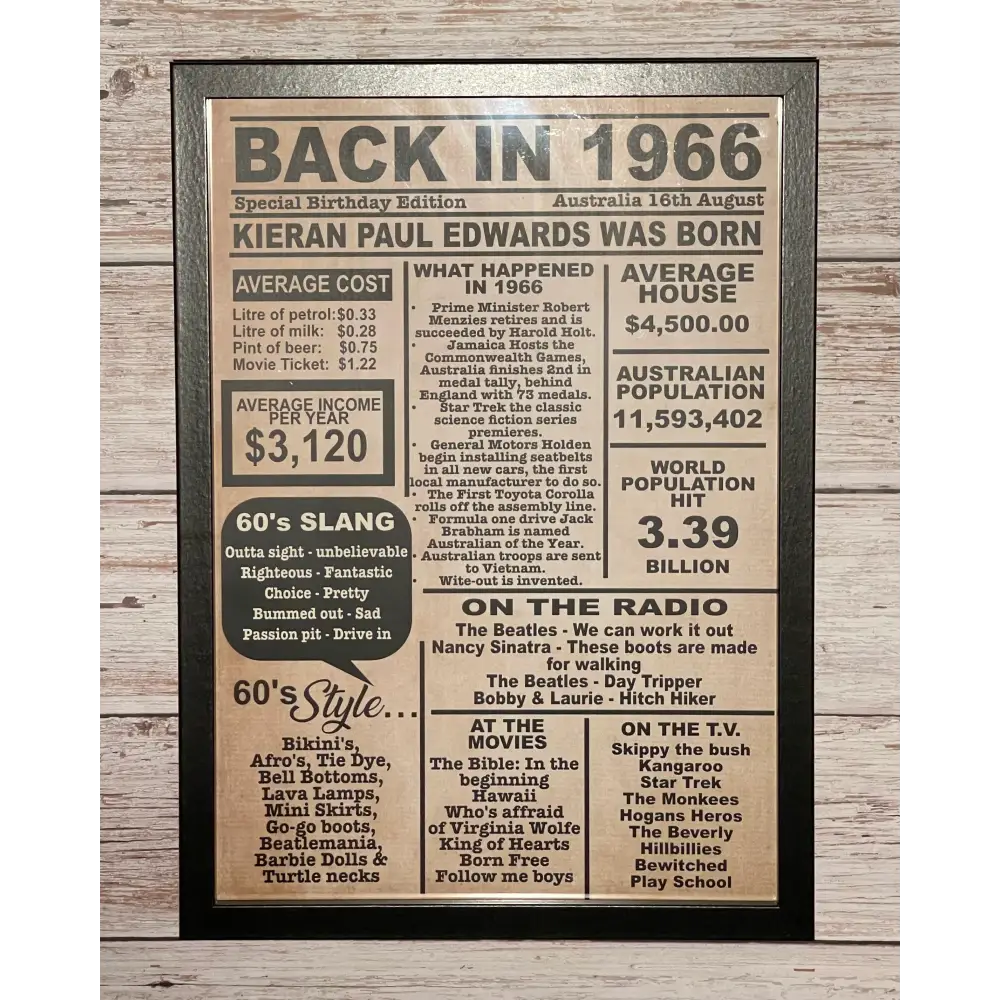 BACK IN 1966
Special Birthday Edition
Australia 16th August
KIERAN PAUL EDWARDS WAS BORN
AVERAGE COST
Litre of petrol:$0.33
Litre of milk: $0.28
Pint of beer: $0.75
Movie Ticket: $1.22
AVERAGE INCOME
PER YEAR
$3,120
60's SLANG
Outta sight - unbelievable
Righteous - Fantastic
Choice - Pretty
Bummed out - Sad
Passion pit - Drive in
60's Style...
Bikini's,
Afro's, Tie Dye,
Bell Bottoms,
Lava Lamps,
Mini Skirts,
Go-go boots,
Beatlemania,
Barbie Dolls &
Turtle necks
WHAT HAPPENED
IN 1966
• Prime Minister Robert
Menzies retires and is
succeeded by Harold Holt.
• Jamaica Hosts the
Commonwealth Games,
Australia finishes 2nd in
medal tally, behind
England with 73 medals.
• Star Trek the classic
science fiction series
premieres.
• General Motors Holden
begin installing seatbelts
in all new cars, the first
local manufacturer to do so.
• The First Toyota Corolla
rolls off the assembly line.
• Formula one drive Jack
Brabham is named
Australian of the Year.
• Australian troops are sent
to Vietnam.
• Wite-out is invented.
AVERAGE
HOUSE
$4,500.00
AUSTRALIAN
POPULATION
11,593,402
WORLD
POPULATION
HIT
3.39
BILLION
ON THE RADIO
The Beatles - We can work it out
Nancy Sinatra - These boots are made
for walking
The Beatles - Day Tripper
Bobby & Laurie - Hitch Hiker
AT THE
MOVIES
The Bible: In the
beginning
Hawaii
Who's affraid
of Virginia Wolfe
King of Hearts
Born Free
Follow me boys
ON THE T.V.
Skippy the bush
Kangaroo
Star Trek
The Monkees
Hogans Heros
The Beverly
Hillbillies
Bewitched
Play School